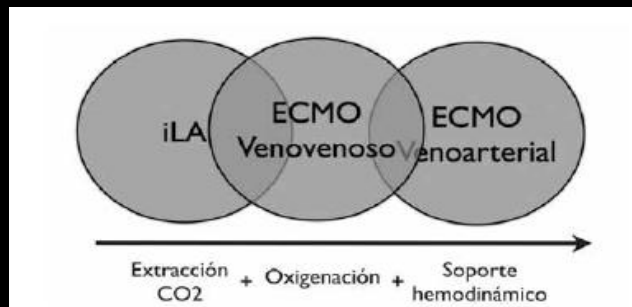 iLA
ECMO
Venovenoso
ECMO
Venoarterial
Extracción
CO2
+ Oxigenación +
Soporte
hemodinámico